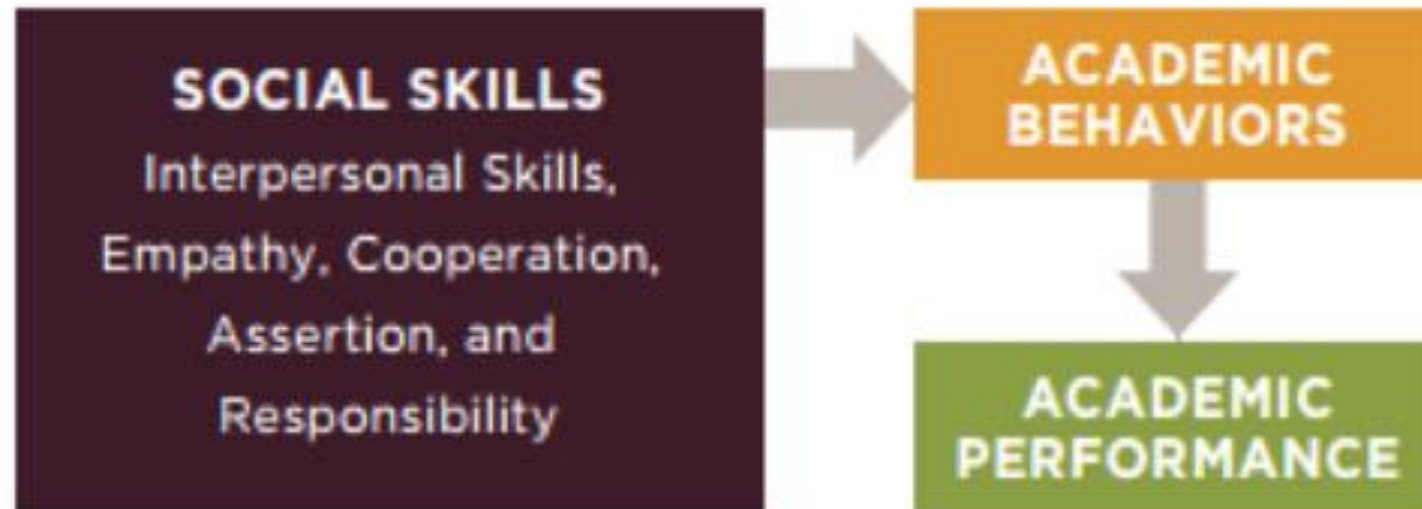 SOCIAL SKILLS
Interpersonal Skills,
Empathy, Cooperation,
Assertion, and
Responsibility
ACADEMIC
BEHAVIORS
ACADEMIC
PERFORMANCE